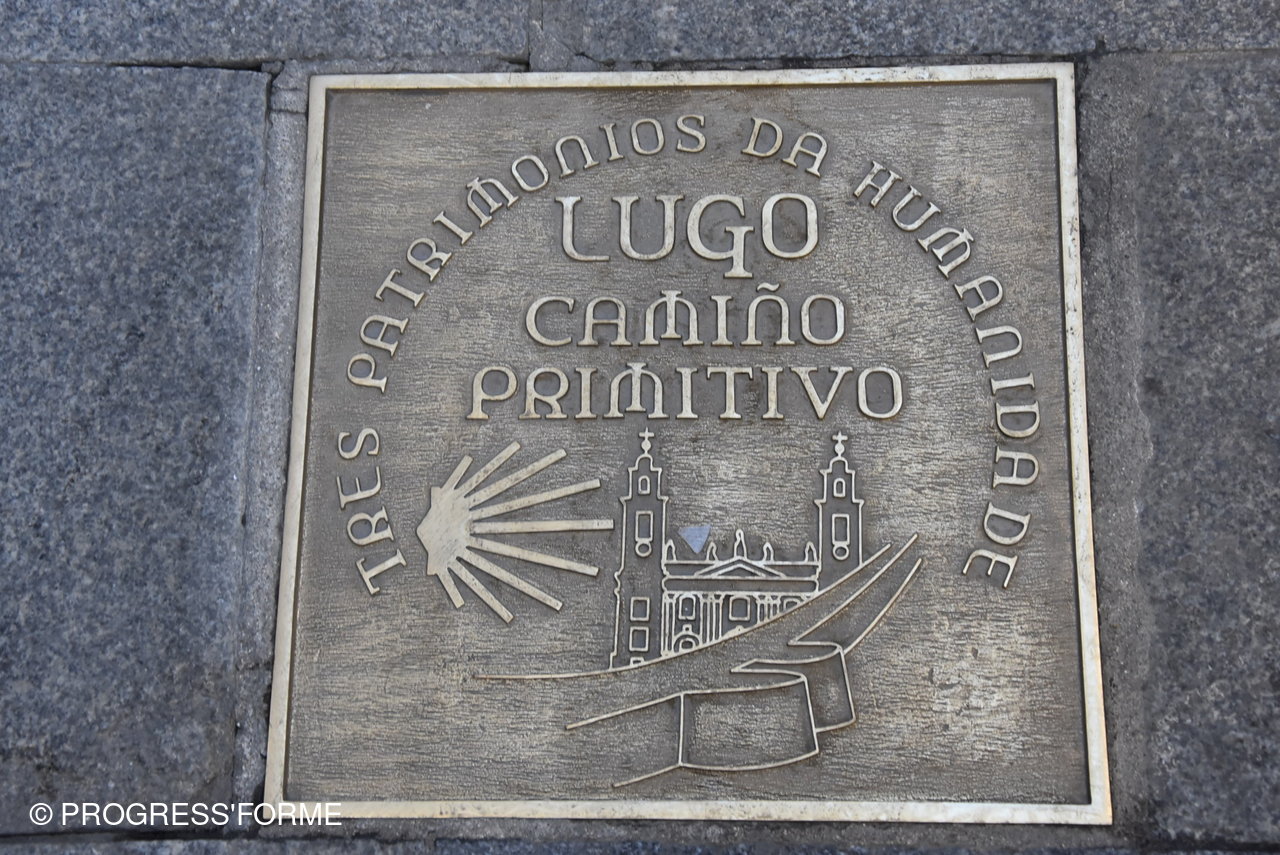 TRES PATRIMONIOS DA HUMANIDADE
LUGO
CAMIÑO
PRIMITIVO
© PROGRESS'FORME